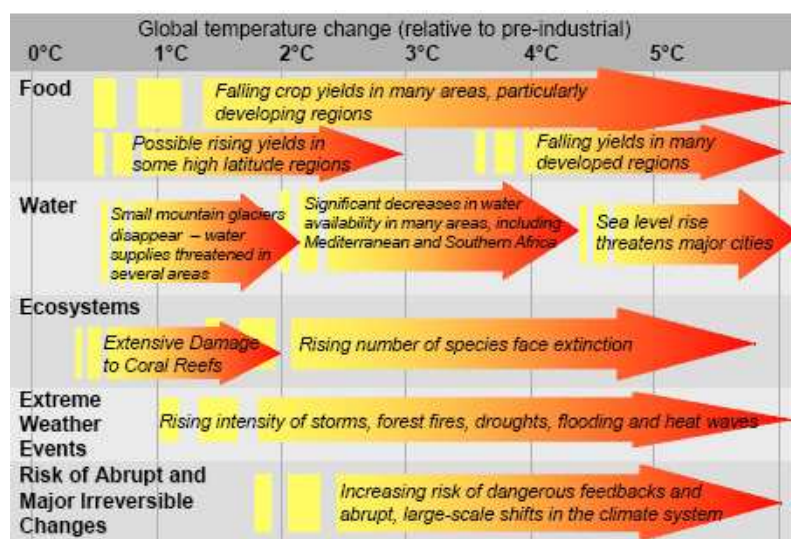 Global temperature change (relative to pre-industrial)
0°C 1°C 2°C 3°C 4°C 5°C
Food
Falling crop yields in many areas, particularly
developing regions
Possible rising yields in
some high latitude regions
Falling yields in many
developed regions
Water
Small mountain glaciers
disappear – water
supplies threatened in
several areas
Significant decreases in water
availability in many areas, including
Mediterranean and Southern Africa
Sea level rise
threatens major cities
Ecosystems
Extensive Damage
to Coral Reefs
Rising number of species face extinction
Extreme
Weather
Events
Rising intensity of storms, forest fires, droughts, flooding and heat waves
Risk of Abrupt and
Major Irreversible
Changes
Increasing risk of dangerous feedbacks and
abrupt, large-scale shifts in the climate system